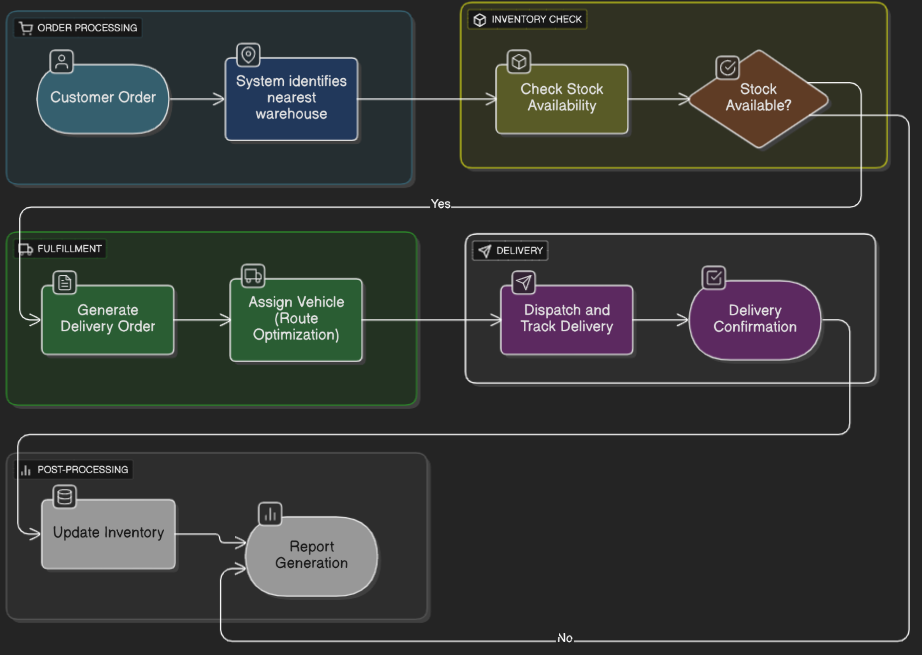 ORDER PROCESSING
Customer Order
System identifies
nearest
warehouse
INVENTORY CHECK
Check Stock
Availability
Stock
Available?
Yes
FULFILLMENT
Generate
Delivery Order
Assign Vehicle
(Route
Optimization)
DELIVERY
Dispatch and
Track Delivery
Delivery
Confirmation
POST-PROCESSING
Update Inventory
Report
Generation
No